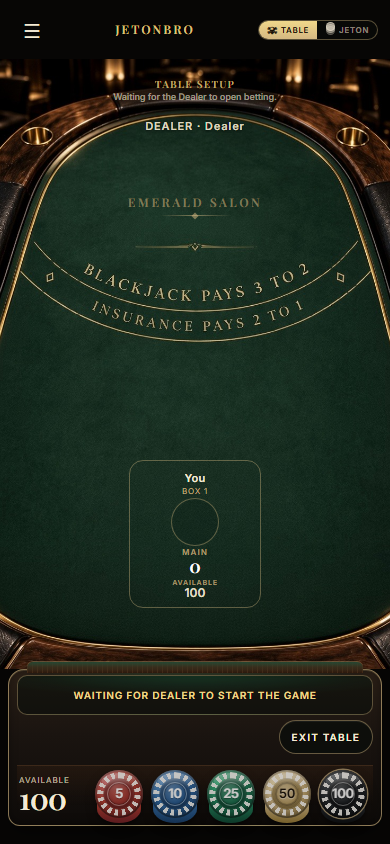 JETONBRO
TABLE
JETON
TABLE SETUP
Waiting for the Dealer to open betting.
DEALER · Dealer
EMERALD SALON
BLACKJACK PAYS 3 TO 2
INSURANCE PAYS 2 TO 1
You
BOX 1
MAIN
0
AVAILABLE
100
WAITING FOR DEALER TO START THE GAME
EXIT TABLE
AVAILABLE
100
5
10
25
50
100